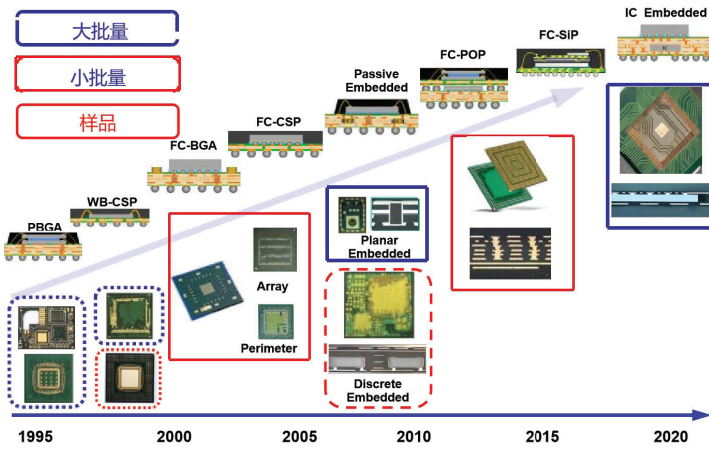 大批量
小批量
样品
PBGA
WB-CSP
FC-BGA
FC-CSP
Passive
Embedded
FC-POP
FC-SiP
IC Embedded
Array
Perimeter
Planar
Embedded
Discrete
Embedded
1995
2000
2005
2010
2015
2020